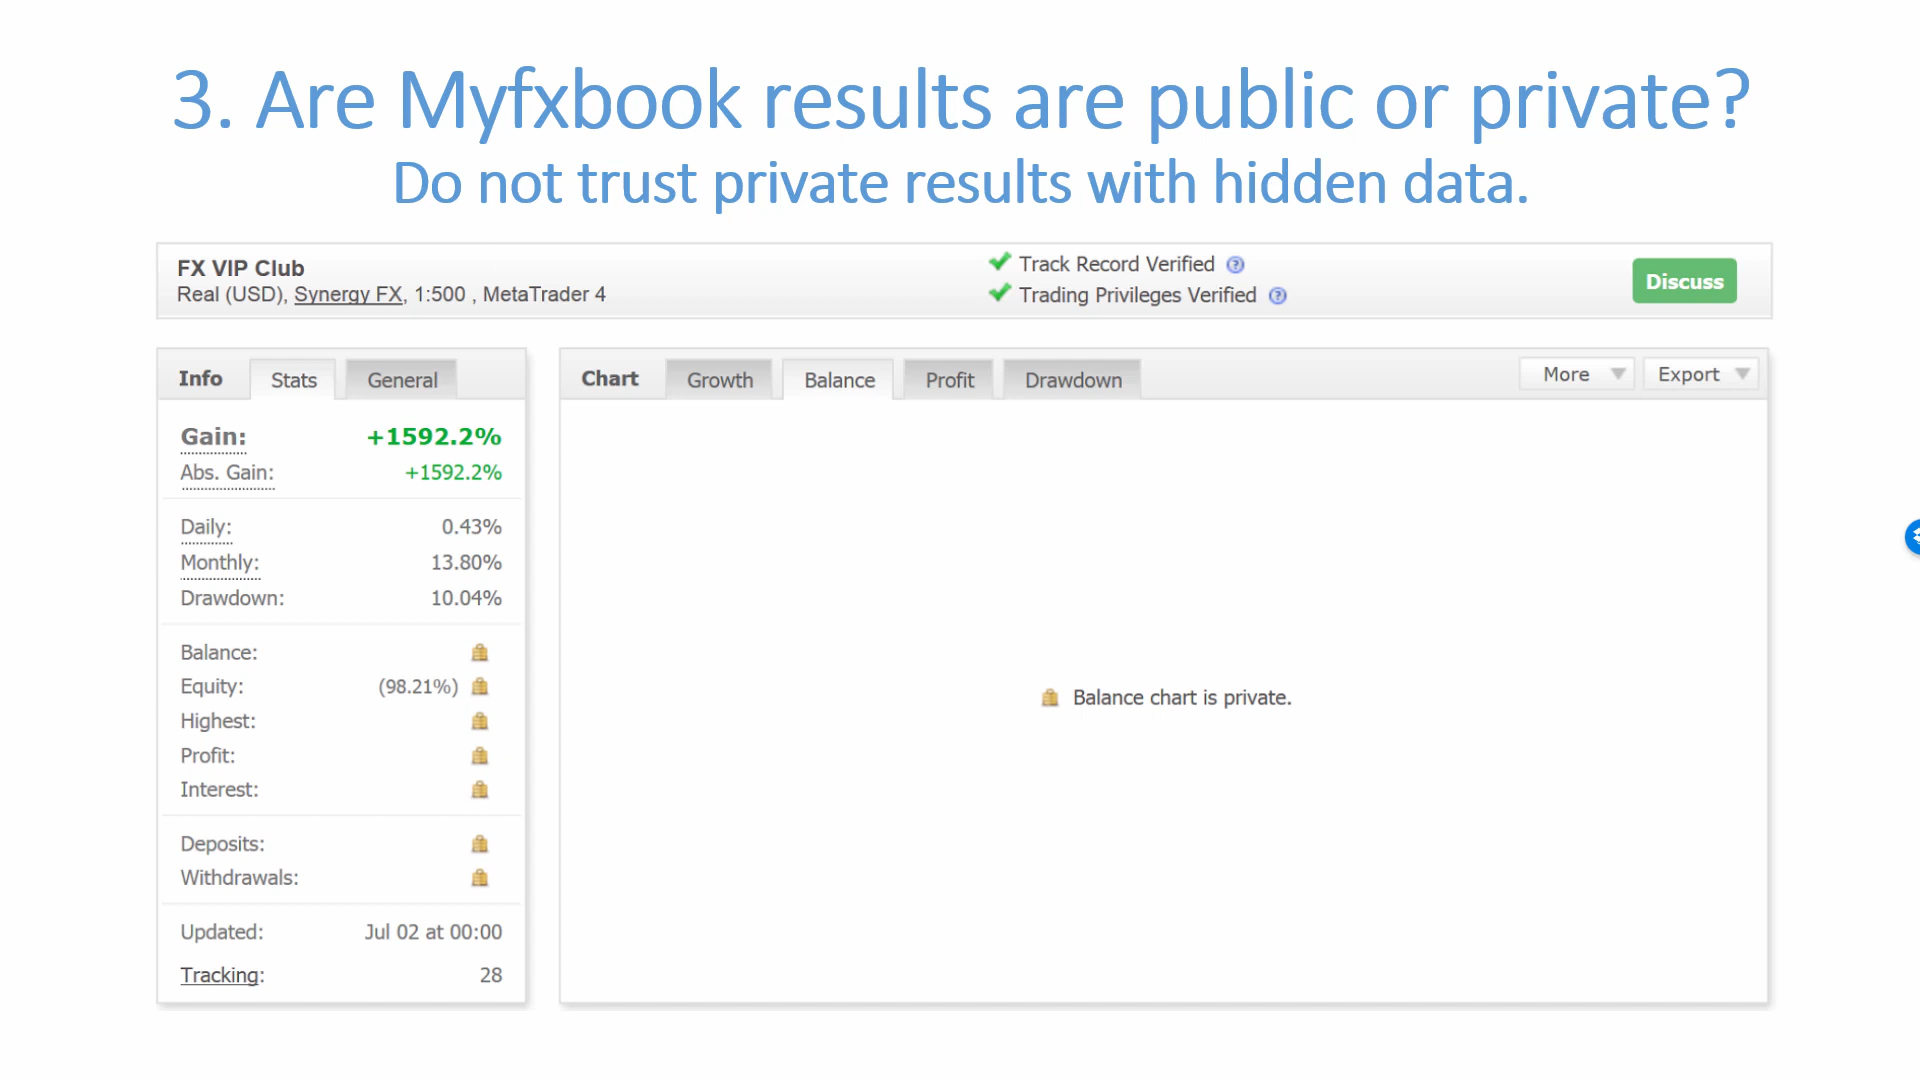 3. Are Myfxbook results are public or private?
Do not trust private results with hidden data.
FX VIP Club
Real (USD), Synergy FX, 1:500 , MetaTrader 4
Track Record Verified
Trading Privileges Verified
Discuss
Info Stats General
Gain: +1592.2%
Abs. Gain: +1592.2%
Daily: 0.43%
Monthly: 13.80%
Drawdown: 10.04%
Balance:
Equity: (98.21%)
Highest:
Profit:
Interest:
Deposits:
Withdrawals:
Updated: Jul 02 at 00:00
Tracking: 28
Chart Growth Balance Profit Drawdown More Export
Balance chart is private.